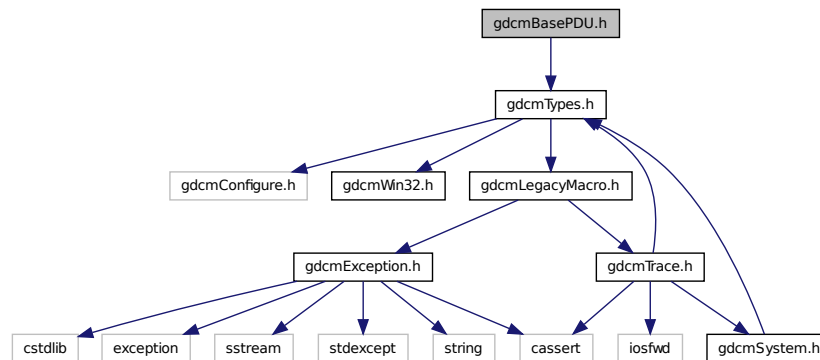 gdcmBasePDU.h
gdcmTypes.h
gdcmConfigure.h
gdcmWin32.h
gdcmLegacyMacro.h
gdcmException.h
gdcmTrace.h
cstdlib
exception
sstream
stdexcept
string
cassert
iosfwd
gdcmSystem.h